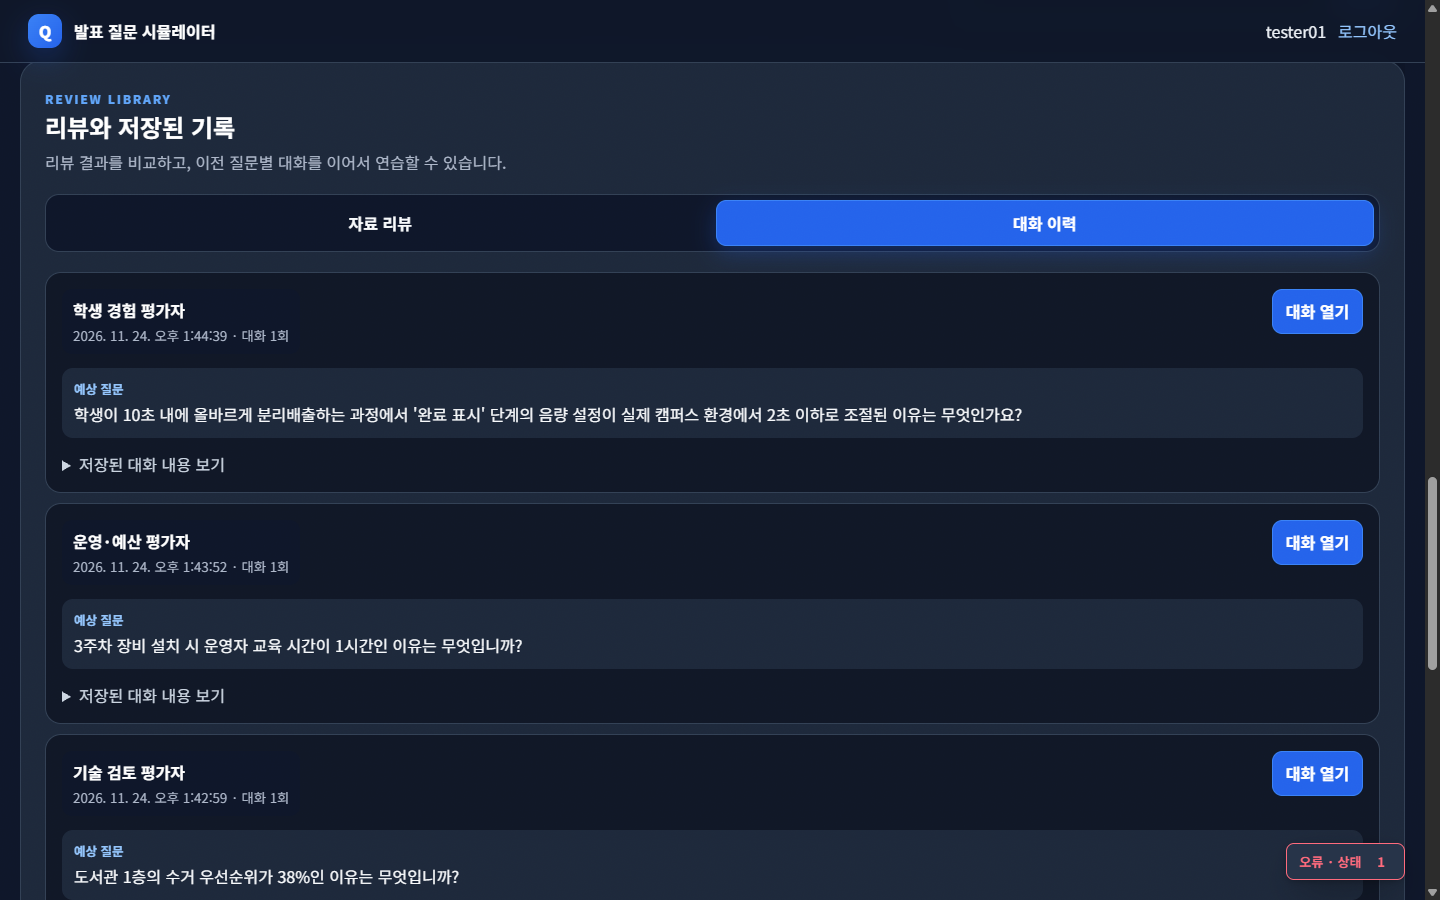 Q 발표 질문 시뮬레이터
tester01 로그아웃
REVIEW LIBRARY
리뷰와 저장된 기록
리뷰 결과를 비교하고, 이전 질문별 대화를 이어서 연습할 수 있습니다.
자료 리뷰
대화 이력
학생 경험 평가자
2026. 11. 24. 오후 1:44:39 · 대화 1회
대화 열기
예상 질문
학생이 10초 내에 올바르게 분리배출하는 과정에서 '완료 표시' 단계의 음량 설정이 실제 캠퍼스 환경에서 2초 이하로 조절된 이유는 무엇인가요?
▶ 저장된 대화 내용 보기
운영·예산 평가자
2026. 11. 24. 오후 1:43:52 · 대화 1회
대화 열기
예상 질문
3주차 장비 설치 시 운영자 교육 시간이 1시간인 이유는 무엇입니까?
▶ 저장된 대화 내용 보기
기술 검토 평가자
2026. 11. 24. 오후 1:42:59 · 대화 1회
대화 열기
예상 질문
도서관 1층의 수거 우선순위가 38%인 이유는 무엇입니까?
오류 · 상태 1